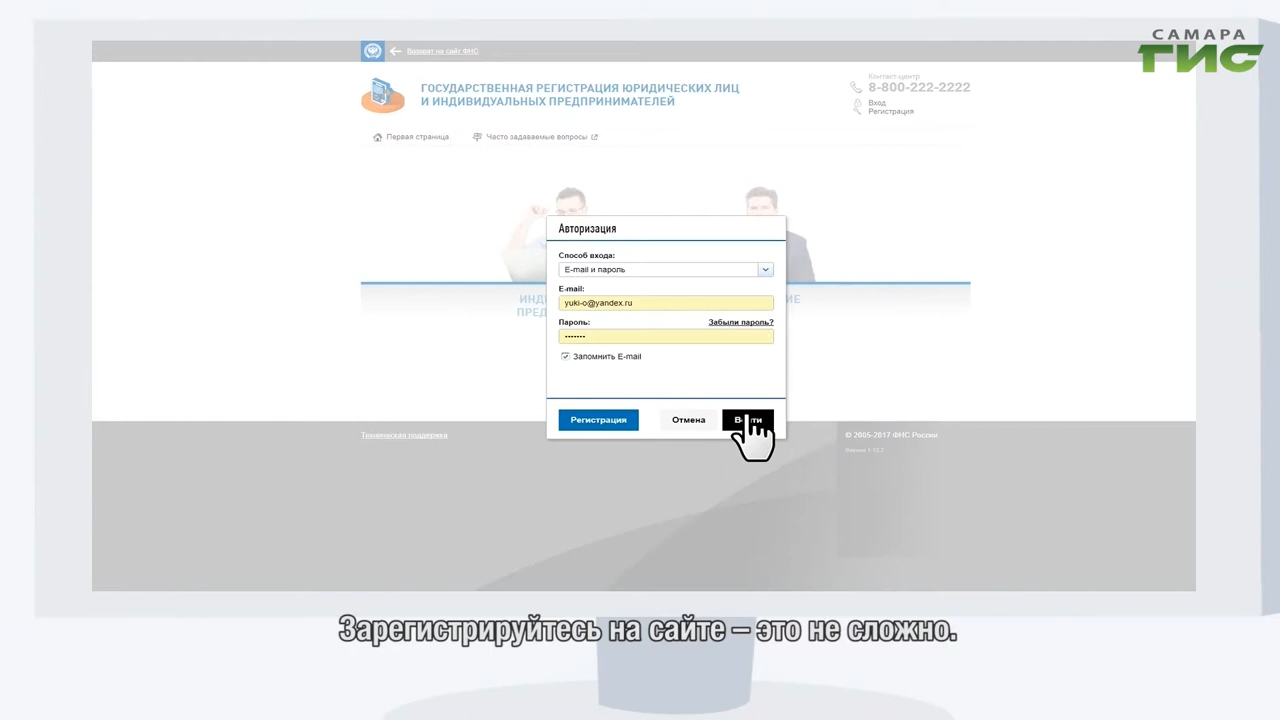 САМАРА
ГИС
Возврат на сайт ФНС
ГОСУДАРСТВЕННАЯ РЕГИСТРАЦИЯ ЮРИДИЧЕСКИХ ЛИЦ
И ИНДИВИДУАЛЬНЫХ ПРЕДПРИНИМАТЕЛЕЙ
Контакт-центр
8-800-222-2222
Вход
Регистрация
Первая страница
Часто задаваемые вопросы
Авторизация
Способ входа:
E-mail и пароль
E-mail:
yuki-o@yandex.ru
Пароль:
Забыли пароль?
•••••••
Запомнить E-mail
Регистрация
Отмена
Техническая поддержка
© 2005-2017 ФНС России
Зарегистрируйтесь на сайте – это не сложно.